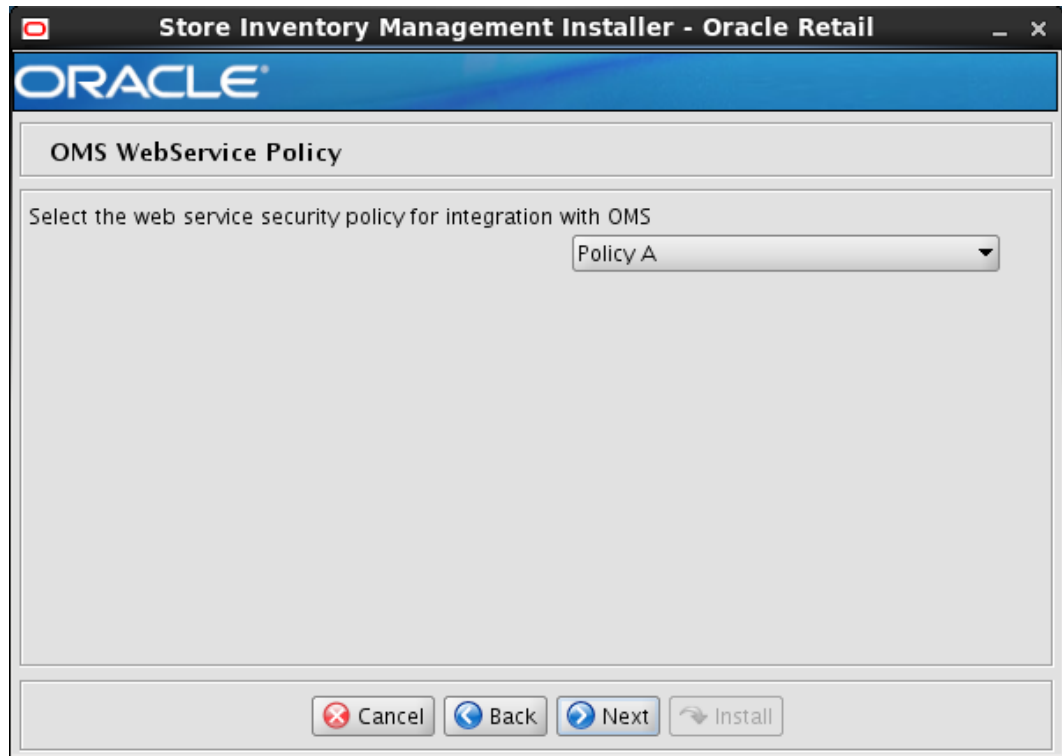 Store Inventory Management Installer - Oracle Retail
ORACLE®
OMS WebService Policy
Select the web service security policy for integration with OMS
Policy A
Cancel Back Next Install